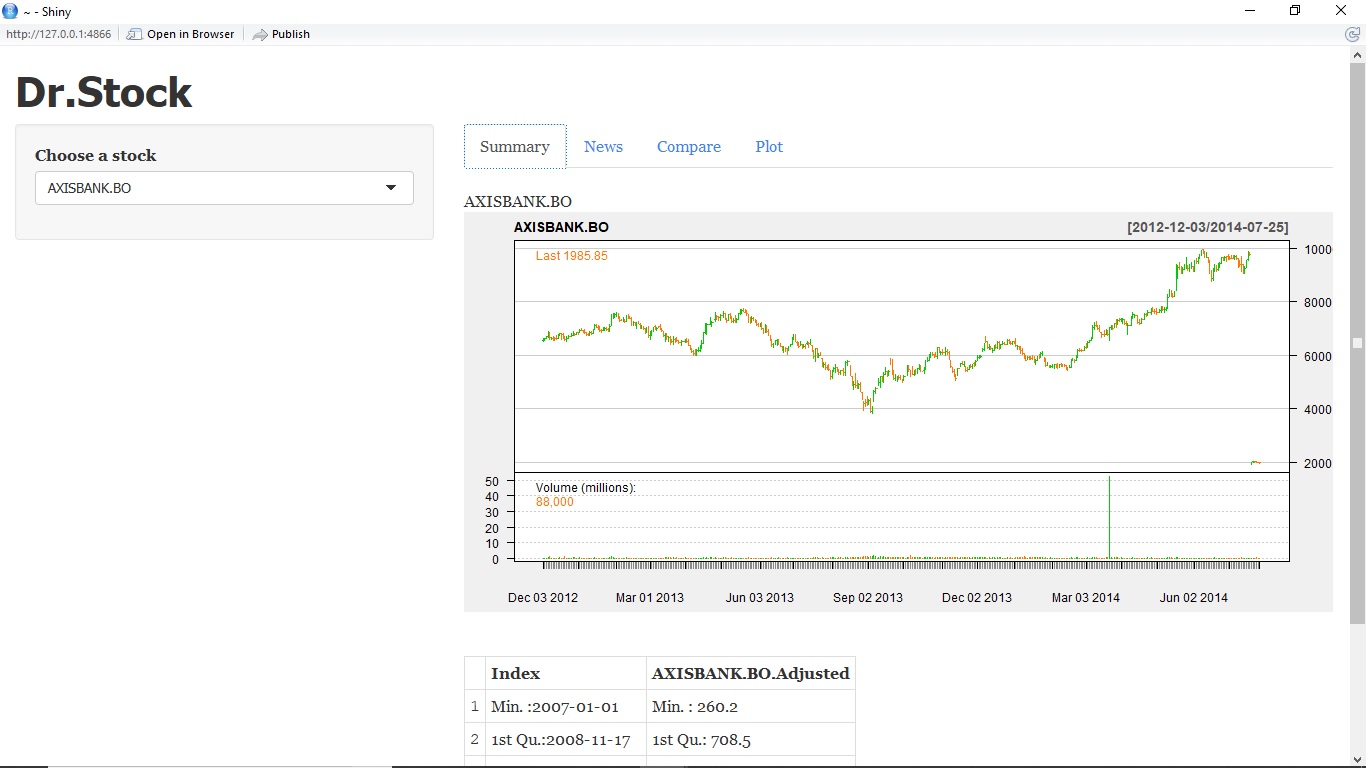 ~ - Shiny
http://127.0.0.1:4866 Open in Browser Publish
Dr.Stock
Choose a stock
AXISBANK.BO
Summary News Compare Plot
AXISBANK.BO
AXISBANK.BO [2012-12-03/2014-07-25]
Last 1985.85
1000
8000
6000
4000
2000
Volume (millions):
88,000
50
40
30
20
10
0
Dec 03 2012 Mar 01 2013 Jun 03 2013 Sep 02 2013 Dec 02 2013 Mar 03 2014 Jun 02 2014
Index AXISBANK.BO.Adjusted
1 Min. :2007-01-01 Min. : 260.2
2 1st Qu.:2008-11-17 1st Qu.: 708.5